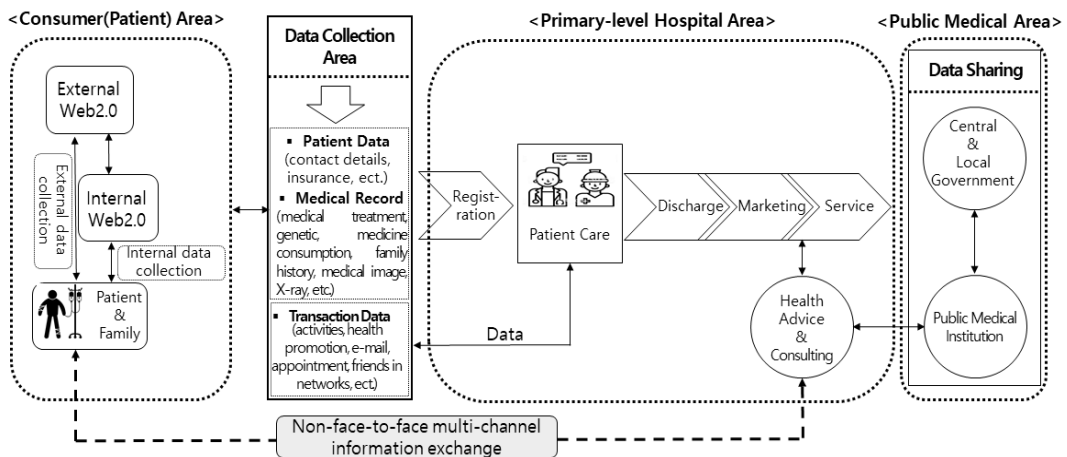 <Consumer(Patient) Area>
External
Web2.0
Internal
Web2.0
External data
collection
Internal data
collection
Patient
&
Family
Data Collection
Area
▪ Patient Data
(contact details,
insurance, ect.)
▪ Medical Record
(medical treatment,
genetic, medicine
consumption, family
history, medical image,
X-ray, etc.)
▪ Transaction Data
(activities, health
promotion, e-mail,
appointment, friends in
networks, ect.)
<Primary-level Hospital Area>
Regist-
ration
Patient Care
Discharge
Marketing
Service
Data
Health
Advice
&
Consulting
<Public Medical Area>
Data Sharing
Central
&
Local
Government
Public Medical
Institution
Non-face-to-face multi-channel
information exchange